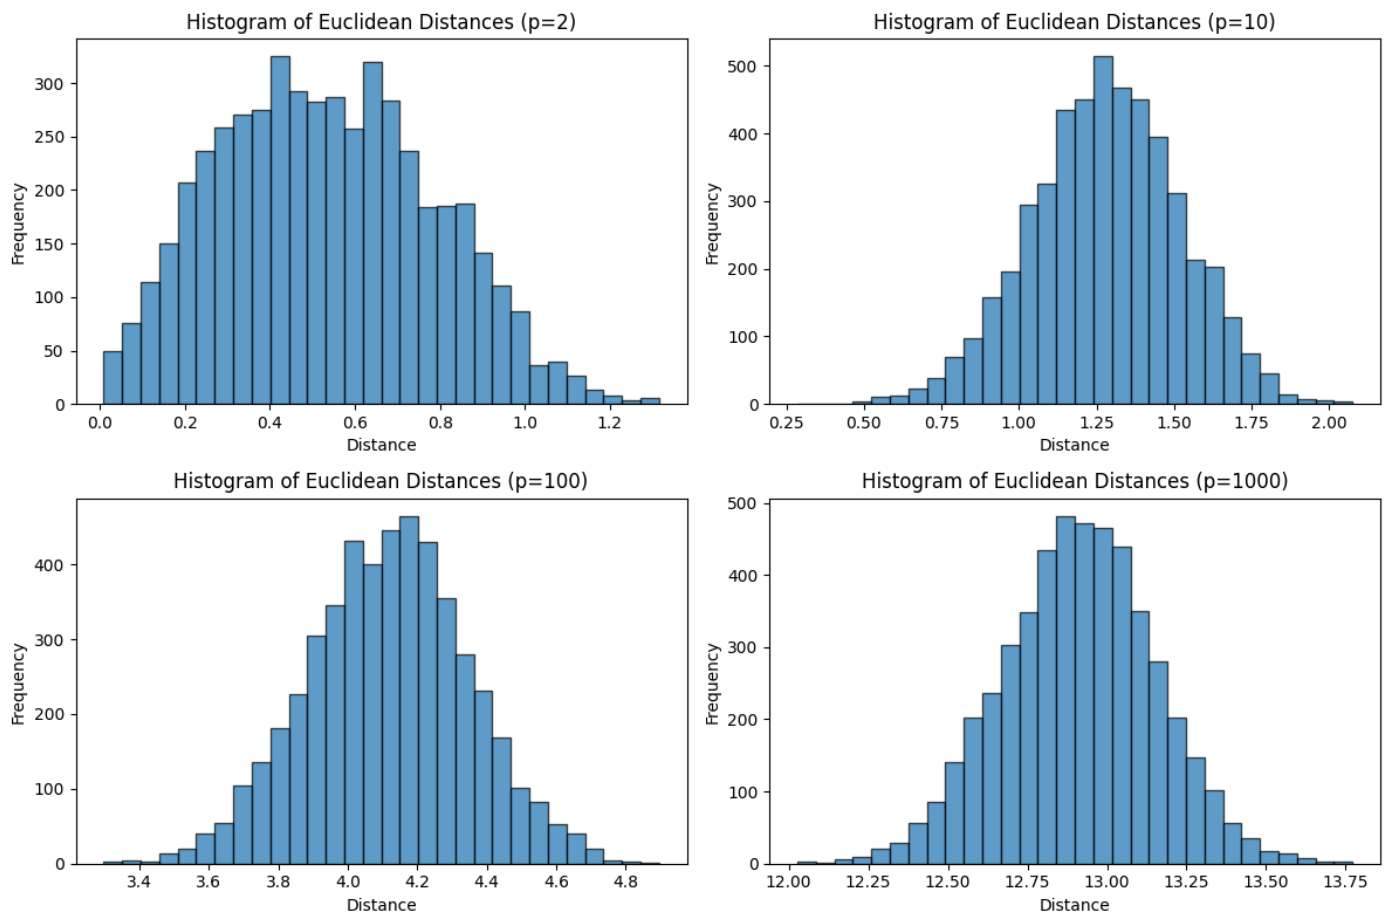 Histogram of Euclidean Distances (p=2)
300
250
200
150
100
50
0
Frequency
0.0 0.2 0.4 0.6 0.8 1.0 1.2
Distance
Histogram of Euclidean Distances (p=10)
500
400
300
200
100
0
Frequency
0.25 0.50 0.75 1.00 1.25 1.50 1.75 2.00
Distance
Histogram of Euclidean Distances (p=100)
400
300
200
100
0
Frequency
3.4 3.6 3.8 4.0 4.2 4.4 4.6 4.8
Distance
Histogram of Euclidean Distances (p=1000)
500
400
300
200
100
0
Frequency
12.00 12.25 12.50 12.75 13.00 13.25 13.50 13.75
Distance